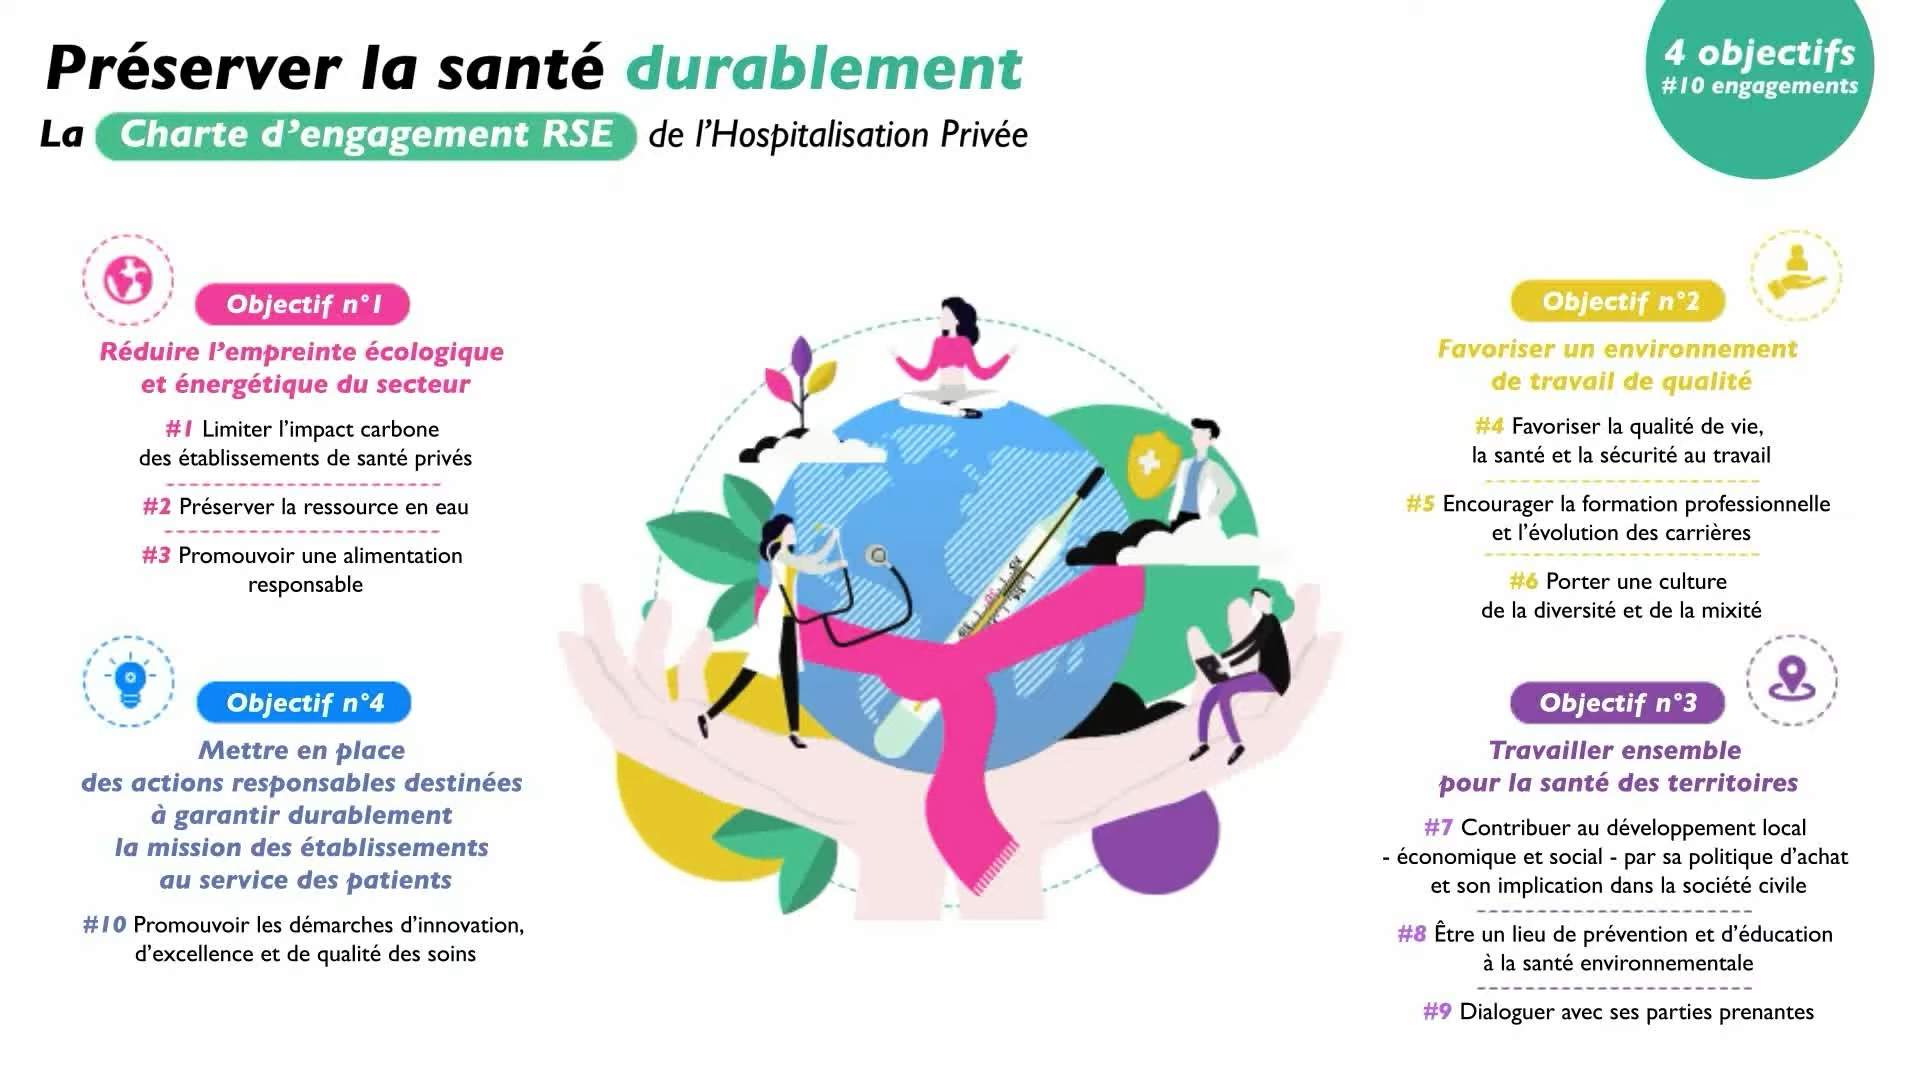 Préserver la santé durablement
La Charte d'engagement RSE de l'Hospitalisation Privée
4 objectifs
#10 engagements
Objectif n°1
Réduire l'empreinte écologique
et énergétique du secteur
#1 Limiter l'impact carbone
des établissements de santé privés
#2 Préserver la ressource en eau
#3 Promouvoir une alimentation
responsable
Objectif n°2
Favoriser un environnement
de travail de qualité
#4 Favoriser la qualité de vie,
la santé et la sécurité au travail
#5 Encourager la formation professionnelle
et l'évolution des carrières
#6 Porter une culture
de la diversité et de la mixité
Objectif n°3
Travailler ensemble
pour la santé des territoires
#7 Contribuer au développement local
- économique et social - par sa politique d'achat
et son implication dans la société civile
#8 Être un lieu de prévention et d'éducation
à la santé environnementale
#9 Dialoguer avec ses parties prenantes
Objectif n°4
Mettre en place
des actions responsables destinées
à garantir durablement
la mission des établissements
au service des patients
#10 Promouvoir les démarches d'innovation,
d'excellence et de qualité des soins